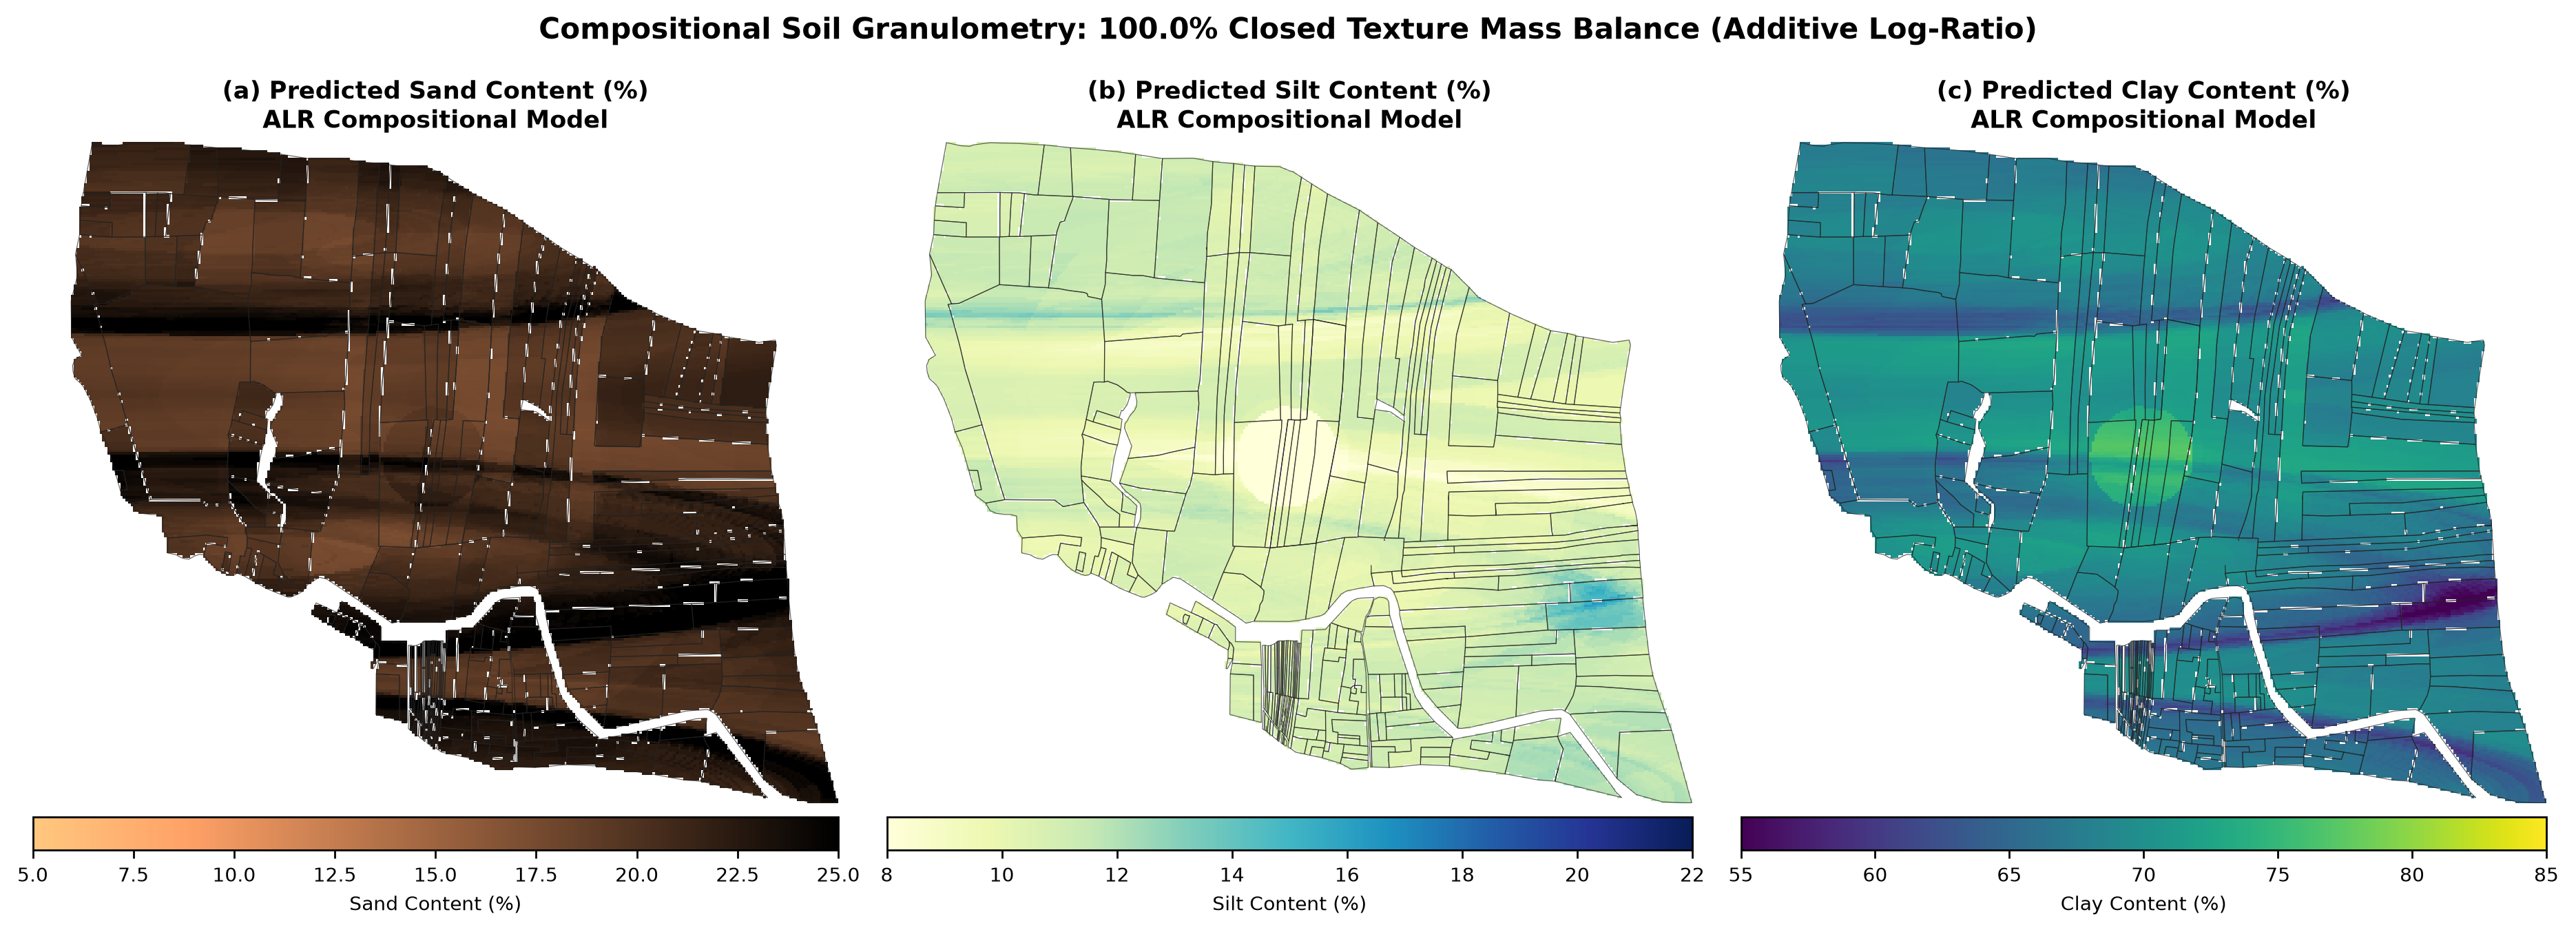 Compositional Soil Granulometry: 100.0% Closed Texture Mass Balance (Additive Log-Ratio)
(a) Predicted Sand Content (%)
ALR Compositional Model
(b) Predicted Silt Content (%)
ALR Compositional Model
(c) Predicted Clay Content (%)
ALR Compositional Model
5.0 7.5 10.0 12.5 15.0 17.5 20.0 22.5 25.0
Sand Content (%)
8 10 12 14 16 18 20 22
Silt Content (%)
55 60 65 70 75 80 85
Clay Content (%)